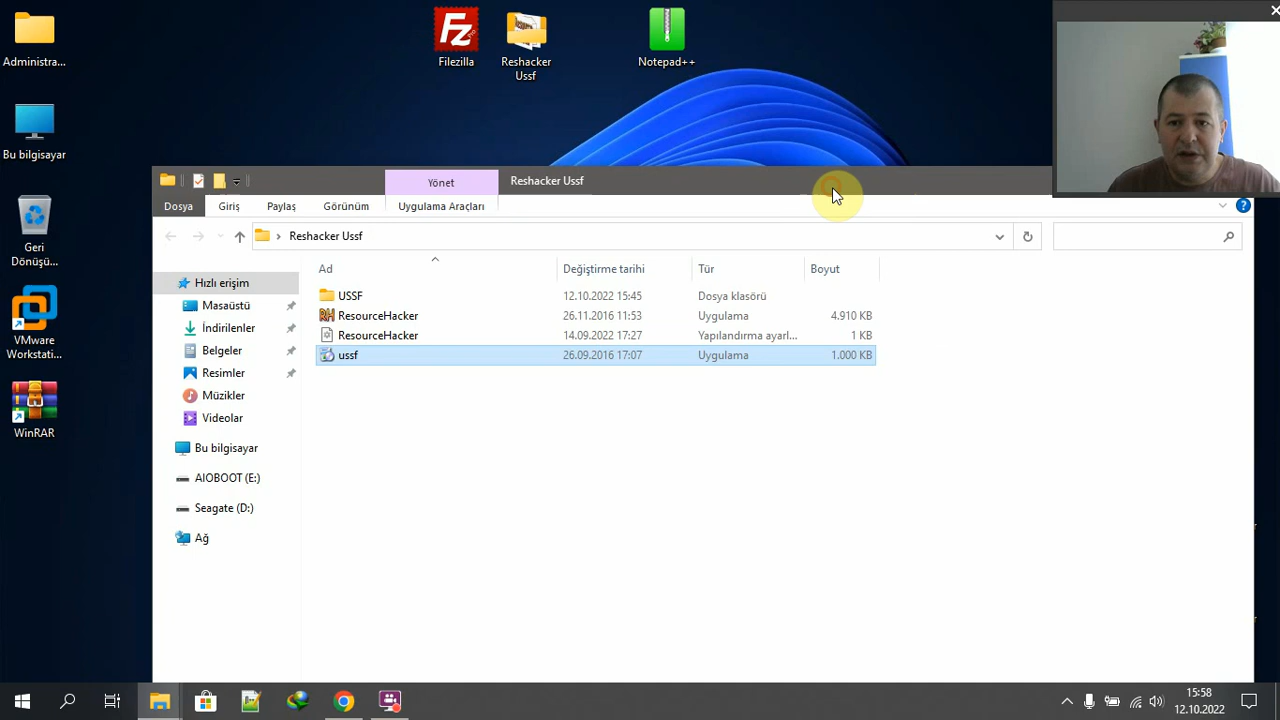 Administra...
Bu bilgisayar
Geri
Dönüşü...
VMware
Workstati...
WinRAR
Filezilla
Reshacker
Ussf
Notepad++
Yönet
Reshacker Ussf
Dosya
Giriş
Paylaş
Görünüm
Uygulama Araçları
Reshacker Ussf
Ad
Değiştirme tarihi
Tür
Boyut
USSF
12.10.2022 15:45
Dosya klasörü
ResourceHacker
26.11.2016 11:53
Uygulama
4.910 KB
ResourceHacker
14.09.2022 17:27
Yapılandırma ayarl...
1 KB
ussf
26.09.2016 17:07
Uygulama
1.000 KB
Hızlı erişim
Masaüstü
İndirilenler
Belgeler
Resimler
Müzikler
Videolar
Bu bilgisayar
AIOBOOT (E:)
Seagate (D:)
Ağ
15:58
12.10.2022